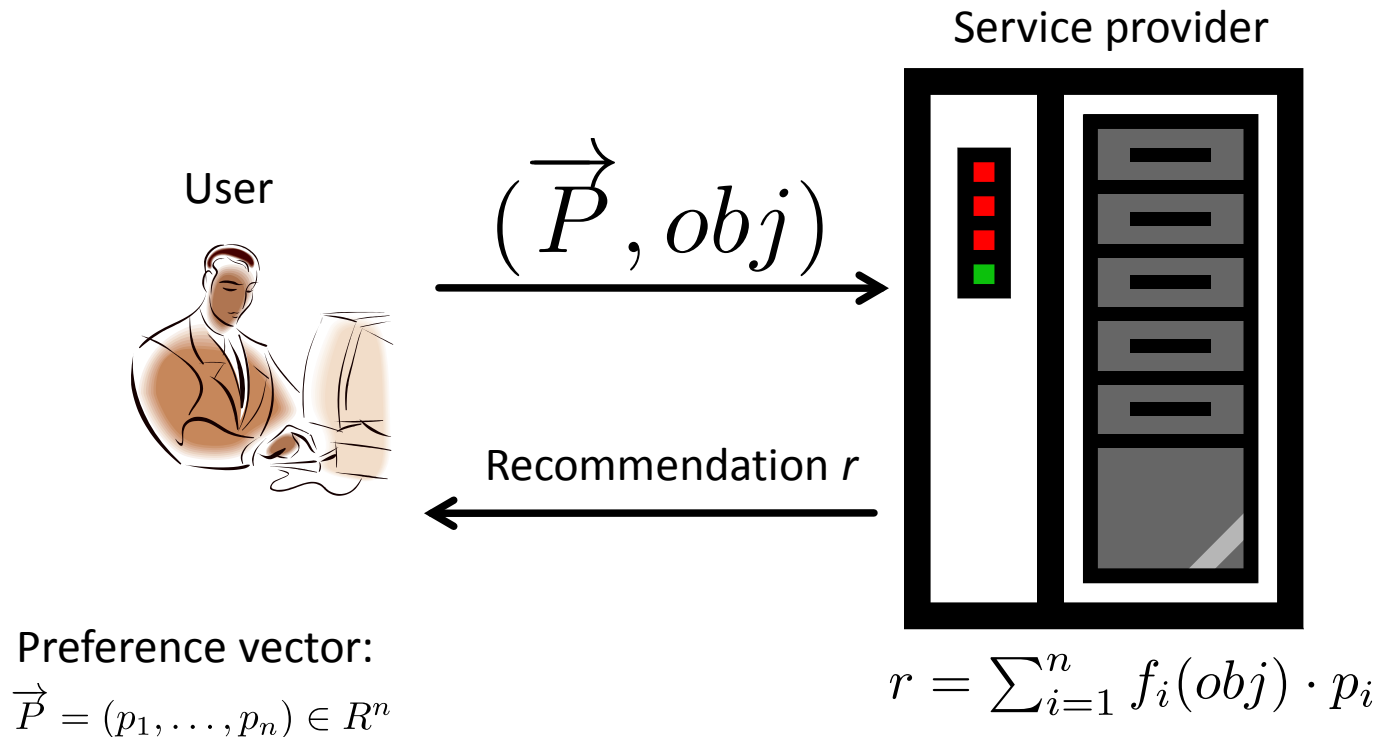 Service provider
User
$(\overrightarrow{P}, obj)$
Recommendation r
Preference vector:
$\overrightarrow{P} = (p_1, \ldots, p_n) \in R^n$
$r = \sum_{i=1}^{n} f_i(obj) \cdot p_i$